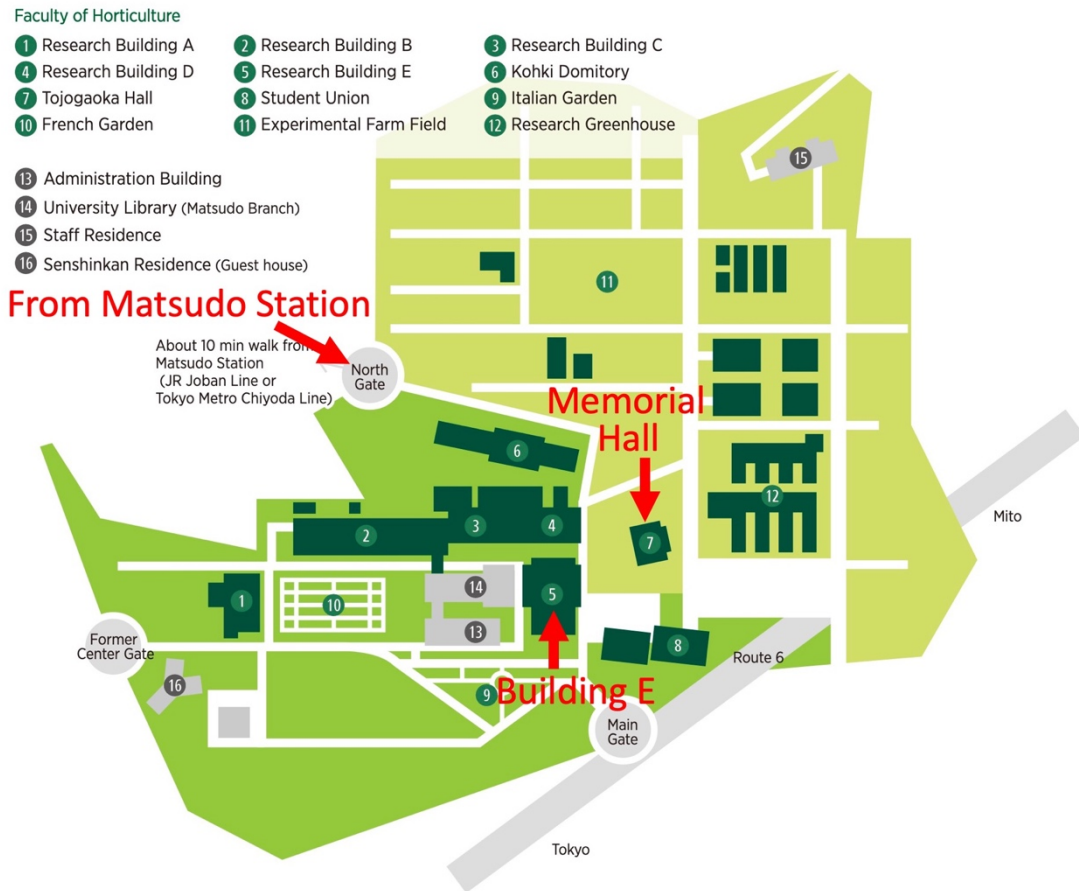 Faculty of Horticulture
1 Research Building A
2 Research Building B
3 Research Building C
4 Research Building D
5 Research Building E
6 Kohki Domitory
7 Tojogaoka Hall
8 Student Union
9 Italian Garden
10 French Garden
11 Experimental Farm Field
12 Research Greenhouse
13 Administration Building
14 University Library (Matsudo Branch)
15 Staff Residence
16 Senshinkan Residence (Guest house)
From Matsudo Station
About 10 min walk from
Matsudo Station
(JR Joban Line or
Tokyo Metro Chiyoda Line)
North
Gate
15
11
Memorial
Hall
6
12
Mito
2
3
4
7
14
5
1
10
13
8
Former
Center Gate
Route 6
16
9
Building E
Main
Gate
Tokyo